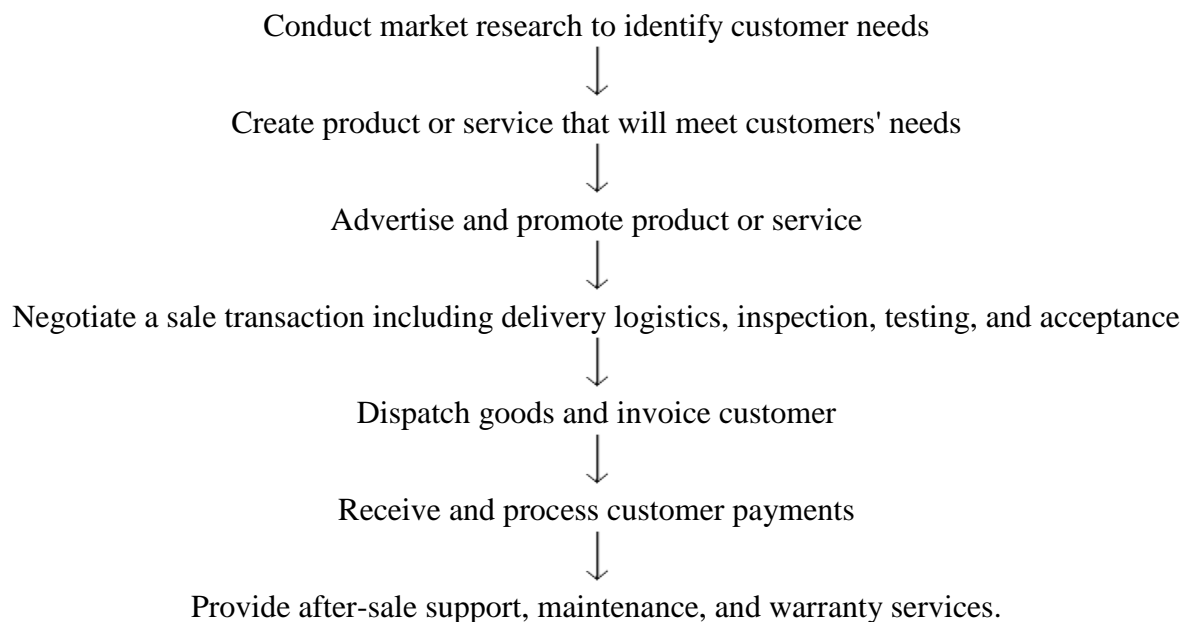 Conduct market research to identify customer needs
Create product or service that will meet customers' needs
Advertise and promote product or service
Negotiate a sale transaction including delivery logistics, inspection, testing, and acceptance
Dispatch goods and invoice customer
Receive and process customer payments
Provide after-sale support, maintenance, and warranty services.